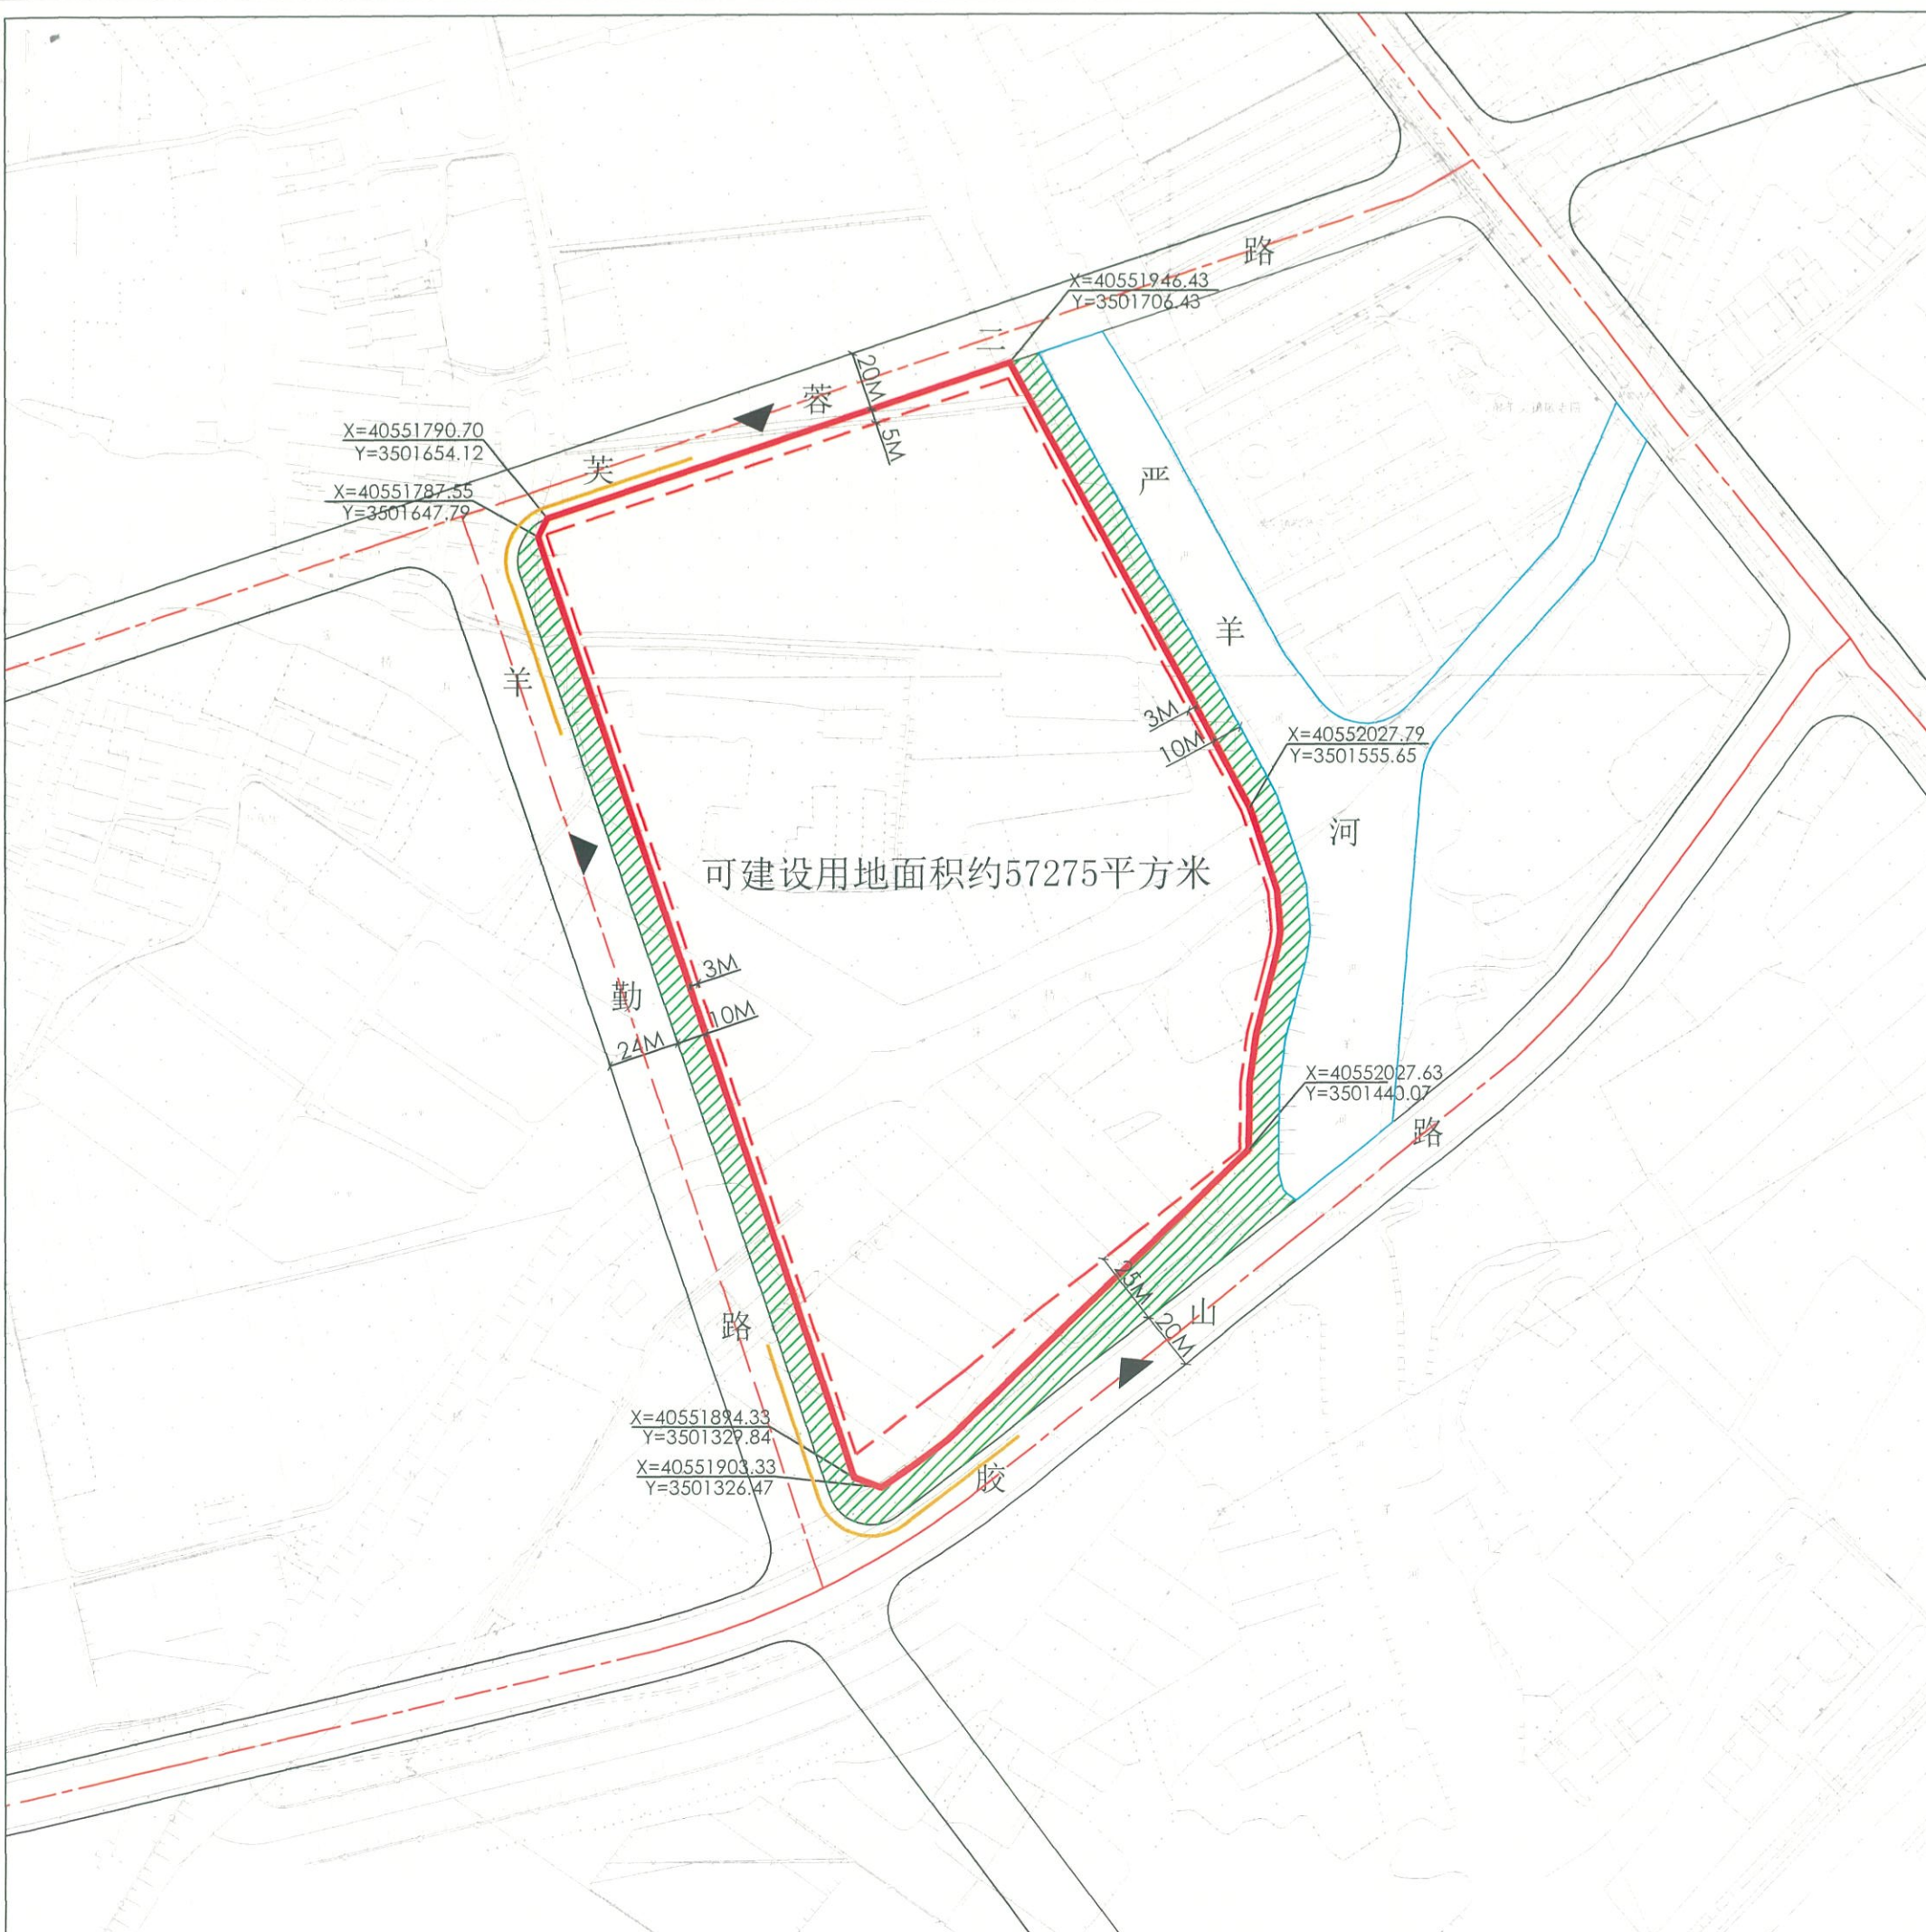 路
X=40551946.43
Y=3501706.43
三
20M
蓉
5M
芙
X=40551790.70
Y=3501654.12
X=40551787.55
Y=3501647.79
严
羊
羊
3M
10M
X=40552027.79
Y=3501555.65
河
可建设用地面积约57275平方米
3M
勤
10M
24M
X=40552027.63
Y=3501440.07
路
25M
20M
山
路
X=40551894.33
Y=3501329.84
X=40551903.33
Y=3501326.47
胶